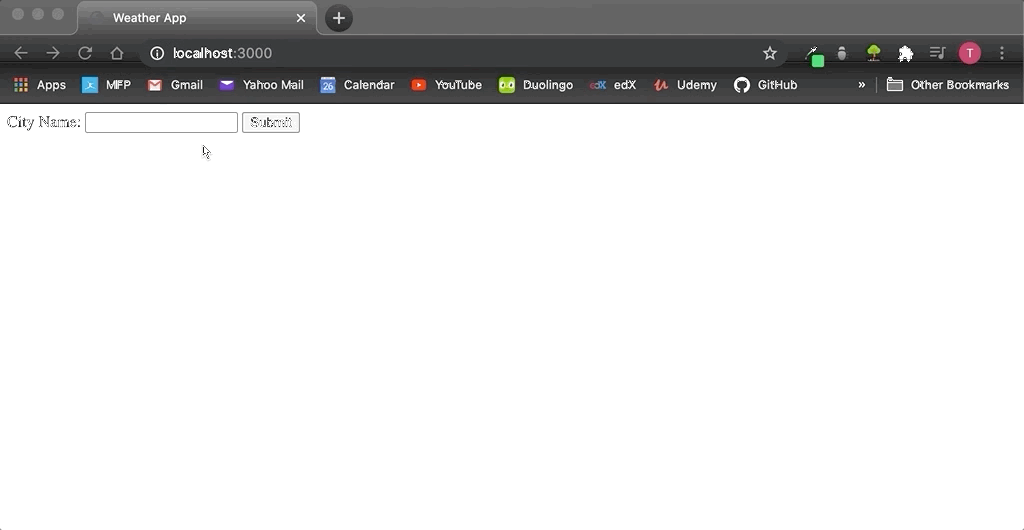 Weather App
localhost:3000
T
Apps MFP Gmail Yahoo Mail 26 Calendar YouTube Duolingo edX edX Udemy GitHub » Other Bookmarks
City Name: Submit